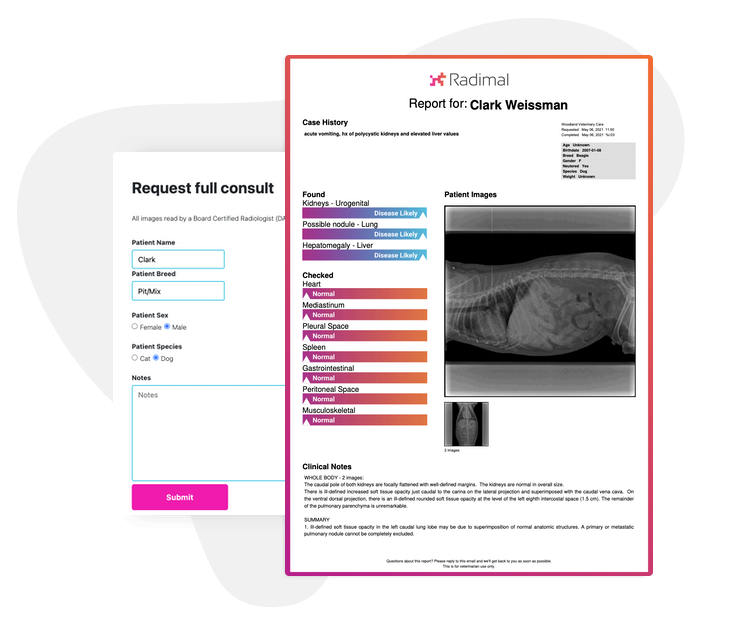 Radimal
Report for: Clark Weissman
Case History
acute vomiting, hx of polycystic kidneys and elevated liver values
Woodland Veterinary Care
Requested May 06, 2021 11:50
Completed May 06, 2021
Age Unknown
Birthdate 2007-01-08
Breed Beagle
Gender F
Neutered Yes
Species Dog
Weight Unknown
Request full consult
All images read by a Board Certified Radiologist (DA
Patient Name
Clark
Patient Breed
Pit/Mix
Patient Sex
Female Male
Patient Species
Cat Dog
Notes
Notes
Submit
Found
Kidneys - Urogenital
Disease Likely
Possible nodule - Lung
Disease Likely
Hepatomegaly - Liver
Disease Likely
Checked
Heart
Normal
Mediastinum
Normal
Pleural Space
Normal
Spleen
Normal
Gastrointestinal
Normal
Peritoneal Space
Normal
Musculoskeletal
Normal
Patient Images
2 Images
Clinical Notes
WHOLE BODY - 2 images:
The caudal pole of both kidneys are focally flattened with well-defined margins. The kidneys are normal in overall size.
There is ill-defined increased soft tissue opacity just caudal to the carina on the lateral projection and superimposed with the caudal vena cava. On
the ventral dorsal projection, there is an ill-defined rounded soft tissue opacity at the level of the left eighth intercostal space (1.5 cm). The remainder
of the pulmonary parenchyma is unremarkable.
SUMMARY
1. Ill-defined soft tissue opacity in the left caudal lung lobe may be due to superimposition of normal anatomic structures. A primary or metastatic
pulmonary nodule cannot be completely excluded.
Questions about this report? Please reply to this email and we'll get back to you as soon as possible.
This is for veterinarian use only.